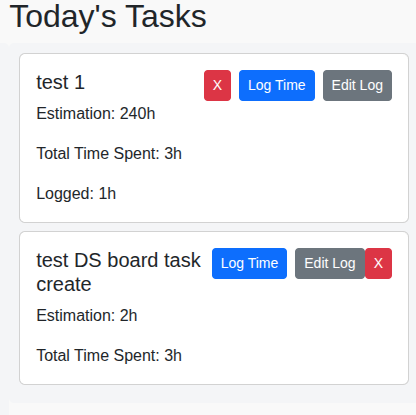 Today's Tasks
test 1 X Log Time Edit Log
Estimation: 240h
Total Time Spent: 3h
Logged: 1h
test DS board task Log Time Edit Log X
create
Estimation: 2h
Total Time Spent: 3h